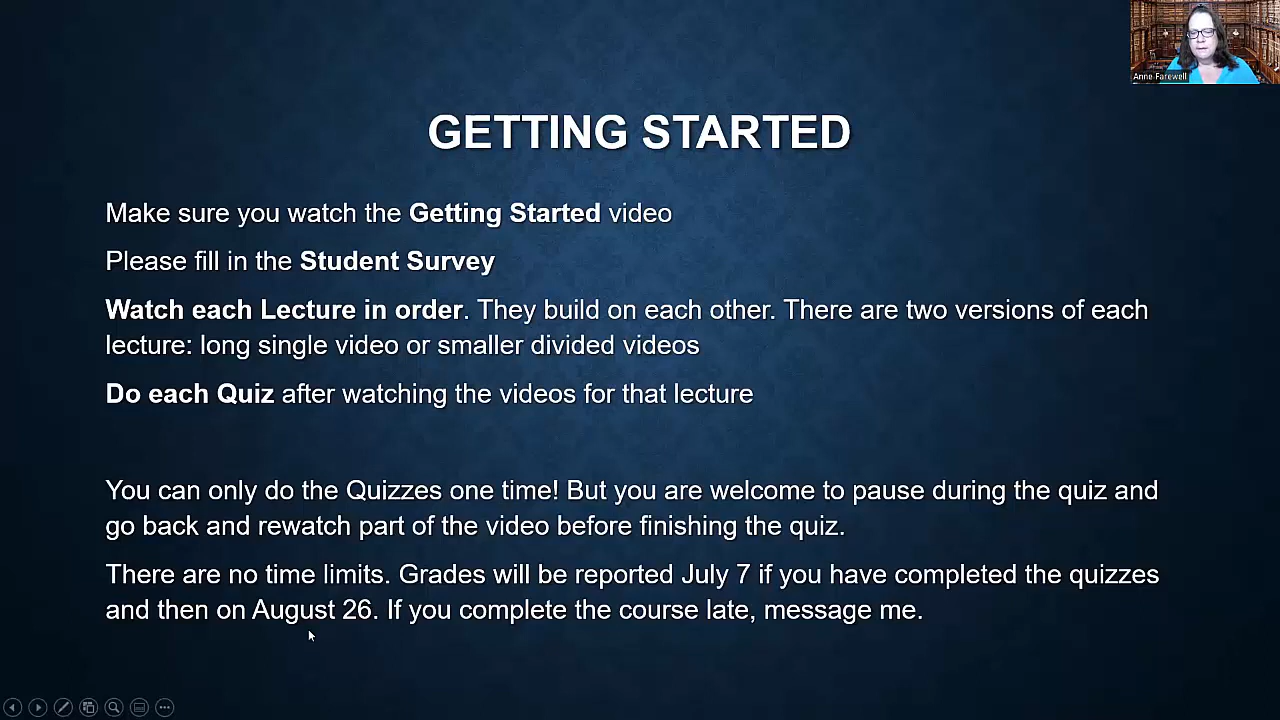 Anne Farewell
GETTING STARTED
Make sure you watch the Getting Started video
Please fill in the Student Survey
Watch each Lecture in order. They build on each other. There are two versions of each
lecture: long single video or smaller divided videos
Do each Quiz after watching the videos for that lecture
You can only do the Quizzes one time! But you are welcome to pause during the quiz and
go back and rewatch part of the video before finishing the quiz.
There are no time limits. Grades will be reported July 7 if you have completed the quizzes
and then on August 26. If you complete the course late, message me.